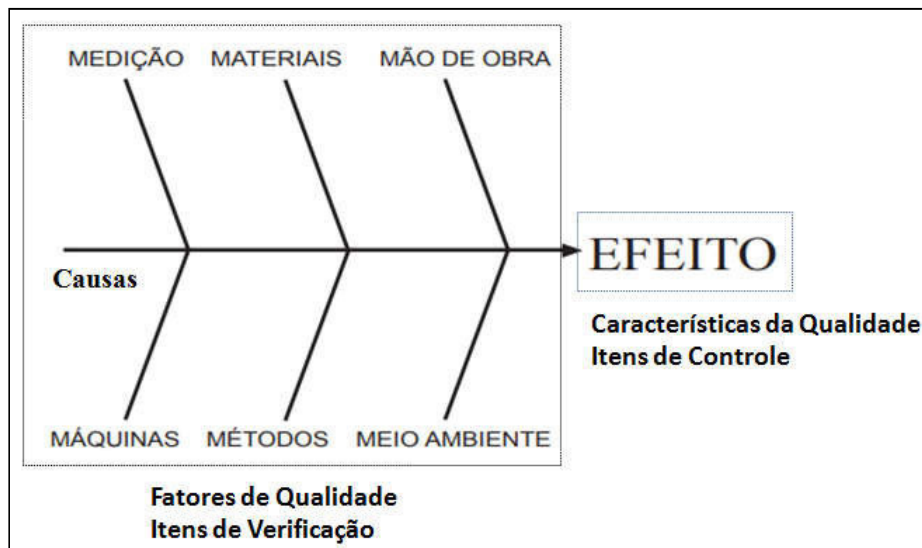 MEDIÇÃO MATERIAIS MÃO DE OBRA
Causas
EFEITO
Características da Qualidade
Itens de Controle
MÁQUINAS MÉTODOS MEIO AMBIENTE
Fatores de Qualidade
Itens de Verificação